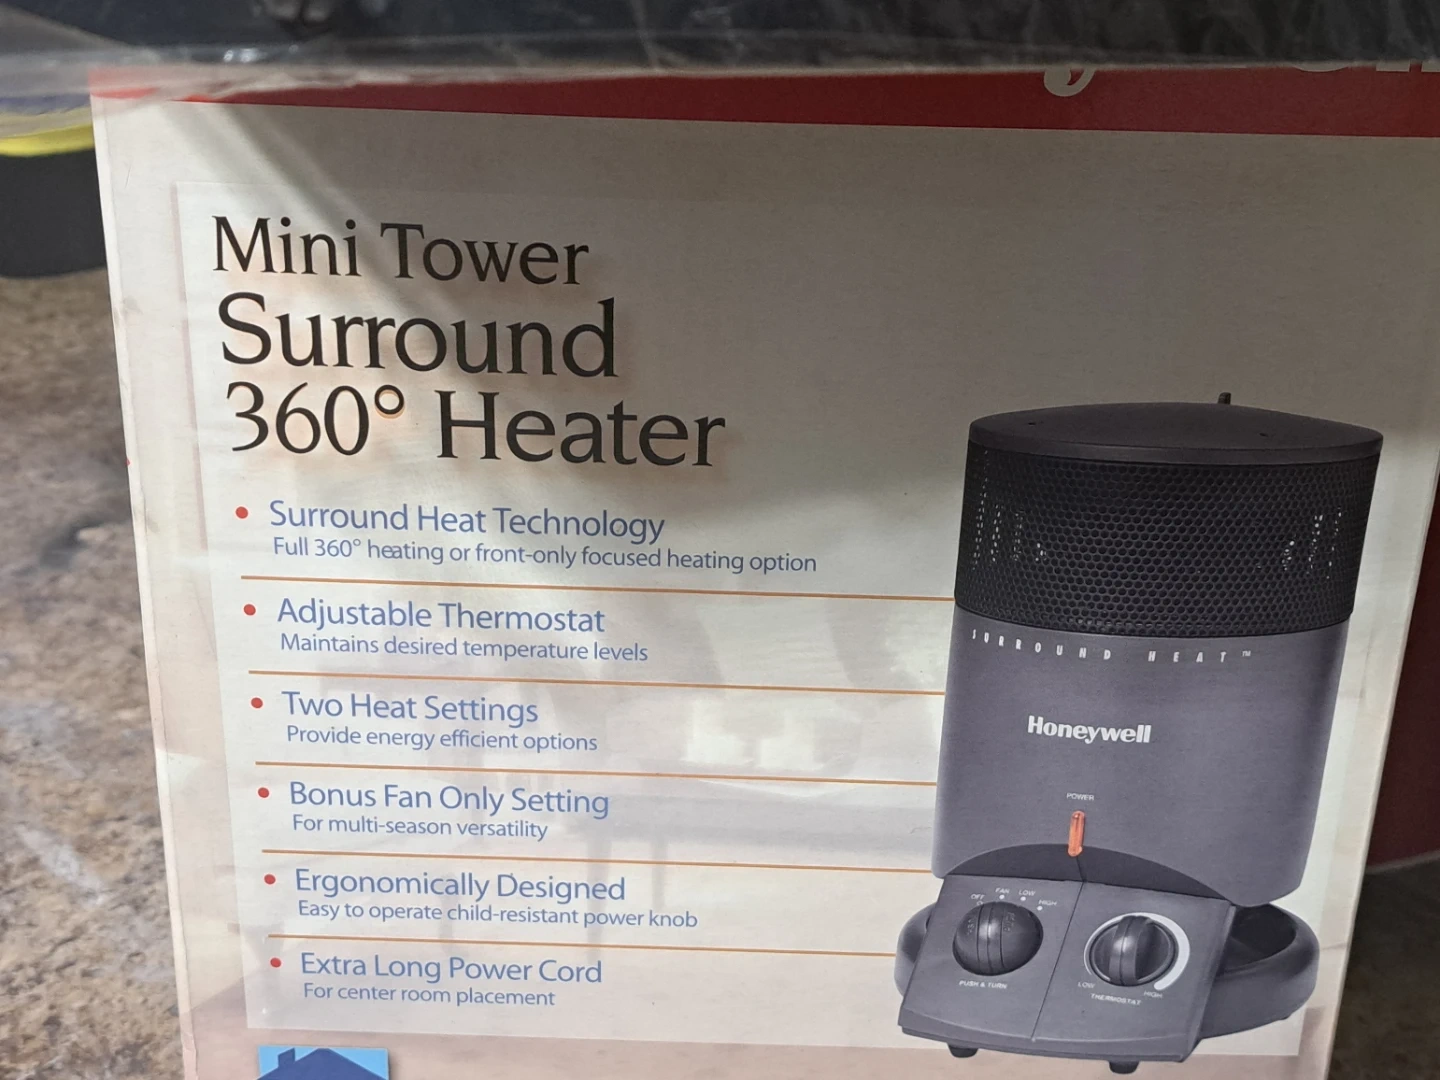 Mini Tower
Surround
360° Heater
• Surround Heat Technology
Full 360° heating or front-only focused heating option
• Adjustable Thermostat
Maintains desired temperature levels
• Two Heat Settings
Provide energy efficient options
• Bonus Fan Only Setting
For multi-season versatility
• Ergonomically Designed
Easy to operate child-resistant power knob
• Extra Long Power Cord
For center room placement
SURROUND HEAT™
Honeywell
POWER
OFF FAN LOW HIGH
PUSH & TURN
LOW HIGH
THERMOSTAT